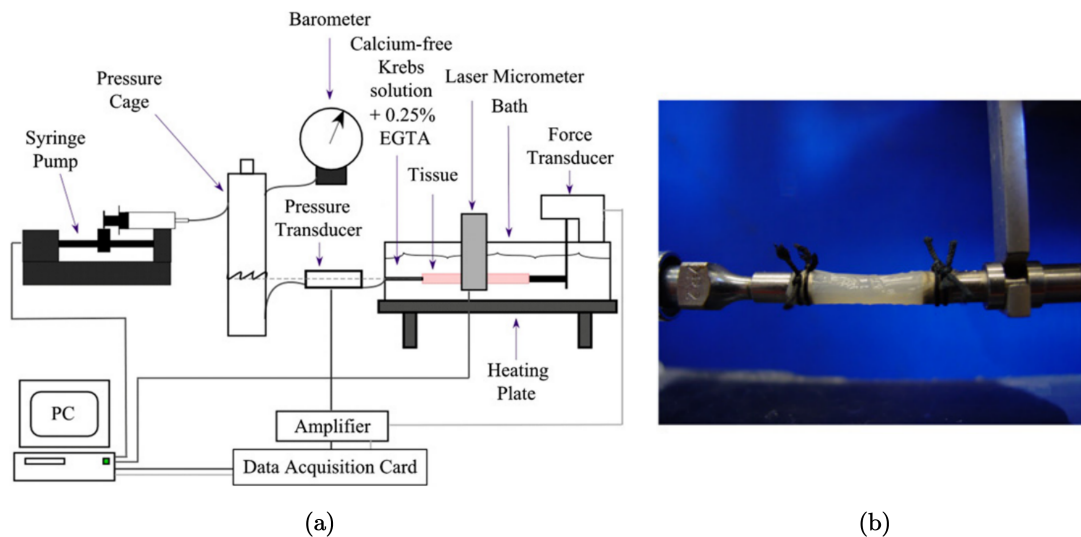 Barometer
Calcium-free
Krebs
solution
+ 0.25%
EGTA
Laser Micrometer
Bath
Force
Transducer
Pressure
Cage
Syringe
Pump
Tissue
Pressure
Transducer
Heating
Plate
PC
Amplifier
Data Acquisition Card
(a)
(b)